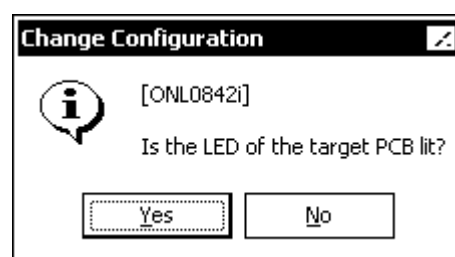 Change Configuration
[ONL0842i]
Is the LED of the target PCB lit?
Yes
No